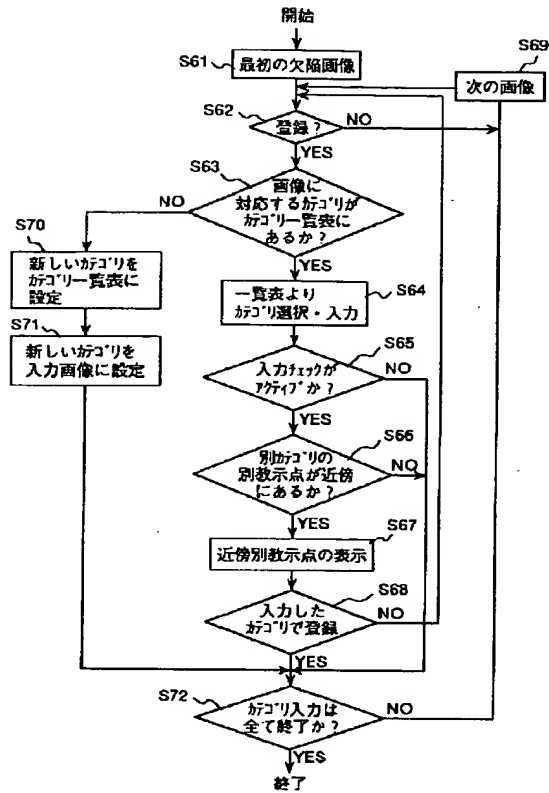 開始
S61
最初の欠陥画像
S69
次の画像
S62
登録?
NO
YES
S63
画像に
対応するカテゴリが
カテゴリ一覧表に
あるか?
NO
YES
S70
新しいカテゴリを
カテゴリ一覧表に
設定
S64
一覧表より
カテゴリ選択・入力
S71
新しいカテゴリを
入力画像に設定
S65
入力チェックが
アクティブか?
NO
YES
S66
別カテゴリの
別教示点が近傍
にあるか?
NO
YES
S67
近傍別教示点の表示
S68
入力した
カテゴリで登録
NO
YES
S72
カテゴリ入力は
全て終了か?
NO
YES
終了